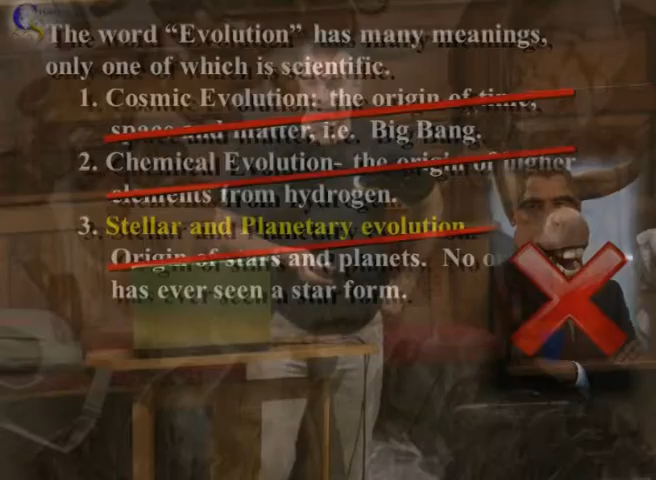 The word “Evolution” has many meanings,
only one of which is scientific.
1. Cosmic Evolution: the origin of time,
space and matter, i.e. Big Bang.
2. Chemical Evolution- the origin of higher
elements from hydrogen.
3. Stellar and Planetary evolution
Origin of stars and planets. No
has ever seen a star form.